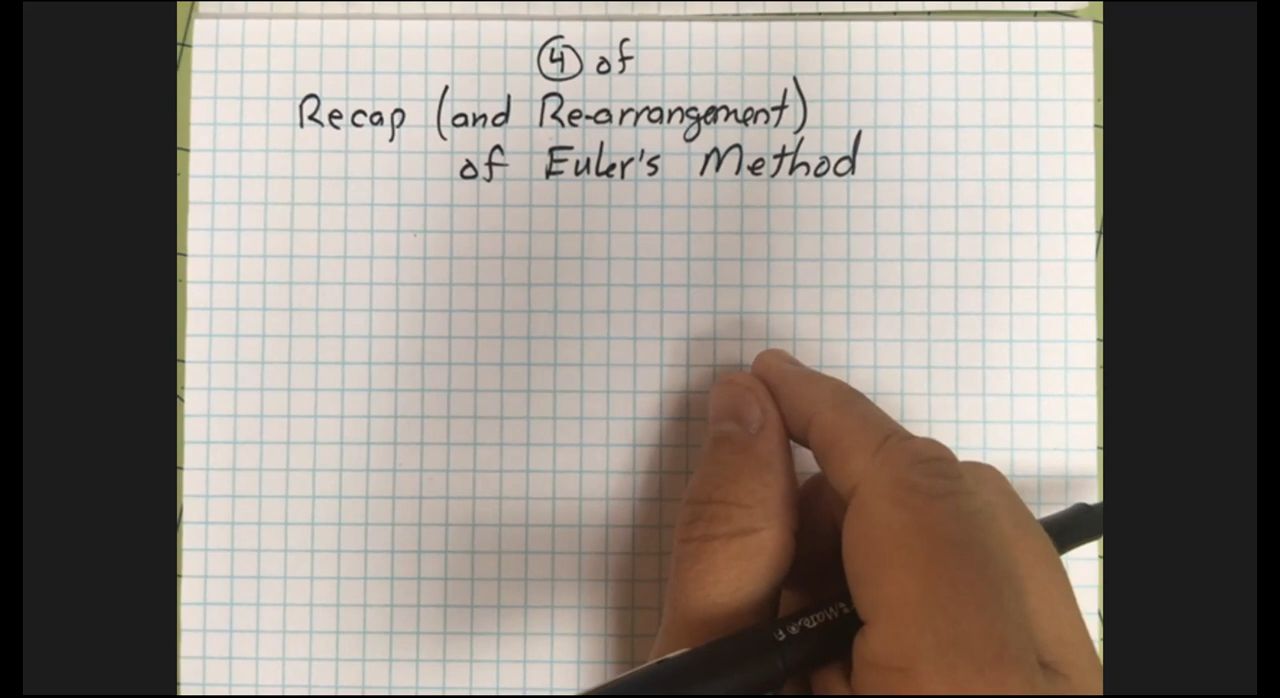 ④ of
Recap (and Re-arrangement)
of Euler's Method